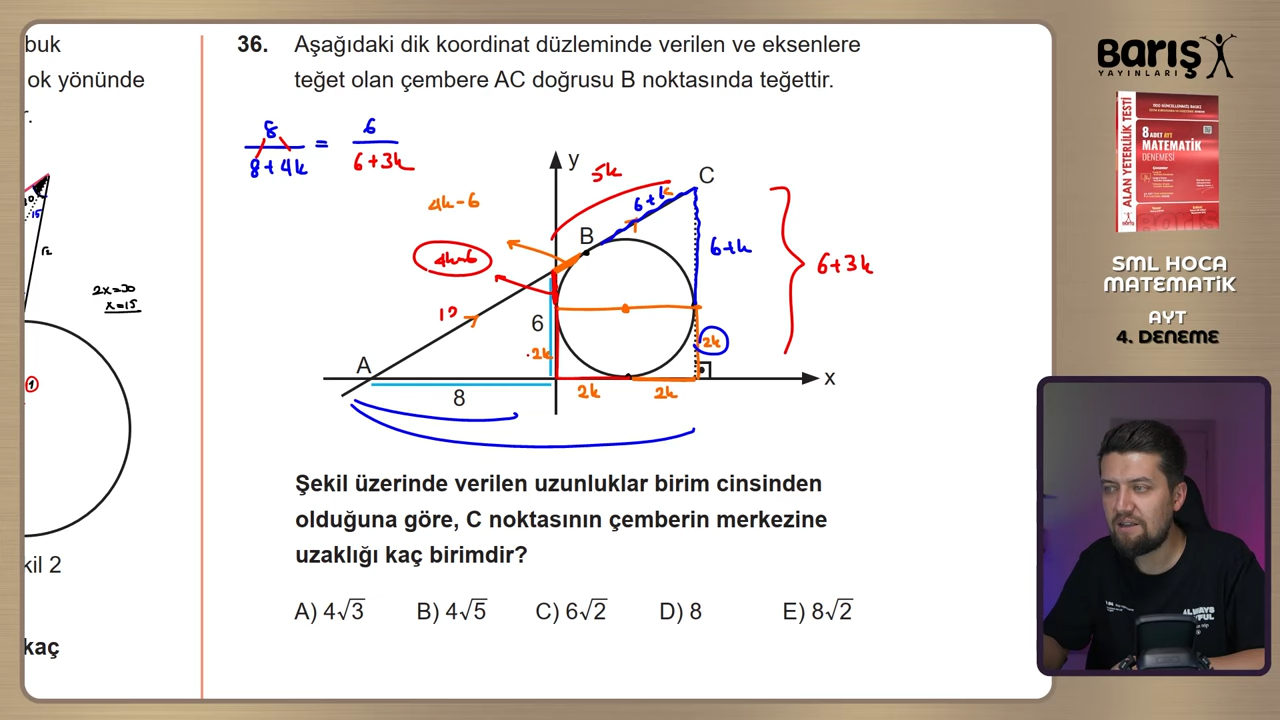 buk
ok yönünde
r.
15
√2
2x=30
x=15
1
kil 2
kaç
36. Aşağıdaki dik koordinat düzleminde verilen ve eksenlere
teğet olan çembere AC doğrusu B noktasında teğettir.
8 / 8+4k = 6 / 6+3k
y
5k
C
4k-6
6+k
B
4k-6
6+k
6+3k
10
6
2k
2k
A
x
8
2k
2k
Şekil üzerinde verilen uzunluklar birim cinsinden
olduğuna göre, C noktasının çemberin merkezine
uzaklığı kaç birimdir?
A) 4√3 B) 4√5 C) 6√2 D) 8 E) 8√2
BARIŞ
YAYINLARI
ALAN YETERLİLİK TESTİ
8 ADET AYT
MATEMATİK
DENEMESİ
SML HOCA
MATEMATİK
AYT
4. DENEME